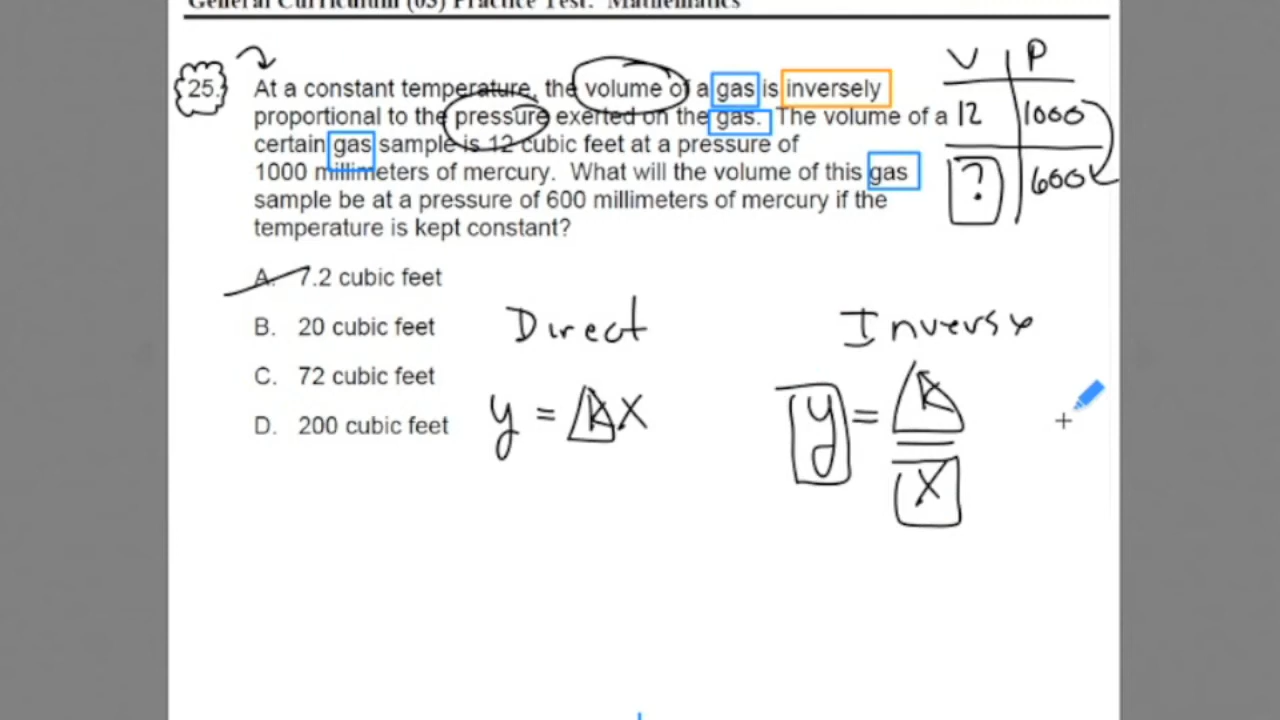 General Curriculum (03) Practice Test: Mathematics
25. At a constant temperature, the volume of a gas is inversely
proportional to the pressure exerted on the gas. The volume of a
certain gas sample is 12 cubic feet at a pressure of
1000 millimeters of mercury. What will the volume of this gas
sample be at a pressure of 600 millimeters of mercury if the
temperature is kept constant?
V P
12 1000
? 600
A. 7.2 cubic feet
B. 20 cubic feet
C. 72 cubic feet
D. 200 cubic feet
Direct
y = kx
Inverse
y = k
x